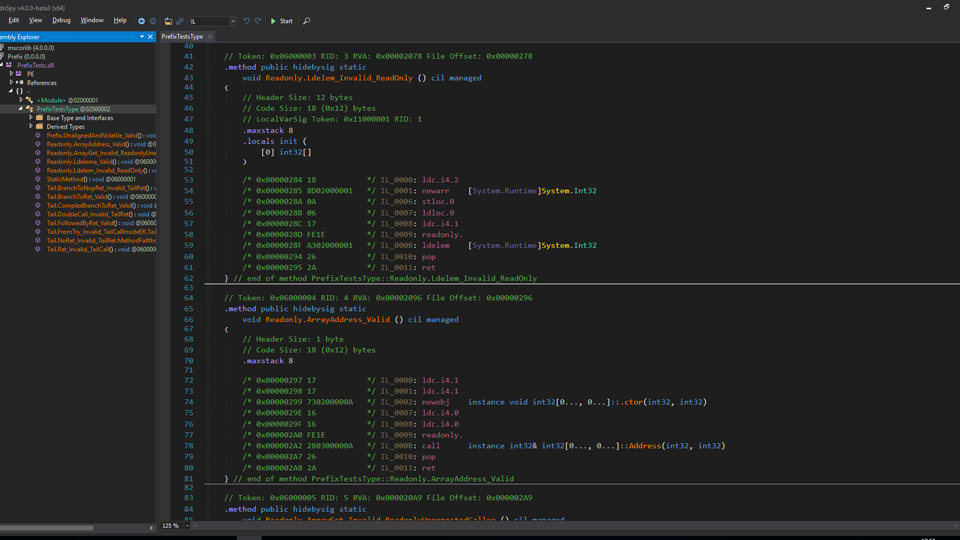 dnSpy v4.0.0-beta3 (x64)
Edit View Debug Window Help IL Start
embly Explorer
PrefixTestsType
mscorlib (4.0.0.0)
Prefix (0.0.0.0)
PrefixTests.dll
PE
References
{ } -
<Module> @02000001
PrefixTestsType @02000002
Base Type and Interfaces
Derived Types
Prefix.UnalignedAndVolatile_Valid() : void
Readonly.ArrayAddress_Valid() : void @
Readonly.ArrayGet_Invalid_ReadonlyUne
Readonly.Ldelema_Valid() : void @06000
Readonly.Ldelem_Invalid_ReadOnly() : v
StaticMethod() : void @06000001
Tail.BranchToNopRet_Invalid_TailRet() : v
Tail.BranchToRet_Valid() : void @060000
Tail.ComplexBranchToRet_Valid() : void
Tail.DoubleCall_Invalid_TailRet() : void @
Tail.FollowedByRet_Valid() : void @0600
Tail.FromTry_Invalid_TailCallInsideER.Tail
Tail.NoRet_Invalid_TailRet.MethodFallth
Tail.Ret_Invalid_TailCall() : void @060000
40
41 // Token: 0x06000003 RID: 3 RVA: 0x00002078 File Offset: 0x00000278
42 .method public hidebysig static
43 void Readonly.Ldelem_Invalid_ReadOnly () cil managed
44 {
45 // Header Size: 12 bytes
46 // Code Size: 18 (0x12) bytes
47 // LocalVarSig Token: 0x11000001 RID: 1
48 .maxstack 8
49 .locals init (
50 [0] int32[]
51 )
52
53 /* 0x00000284 18 */ IL_0000: ldc.i4.2
54 /* 0x00000285 8D02000001 */ IL_0001: newarr [System.Runtime]System.Int32
55 /* 0x0000028A 0A */ IL_0006: stloc.0
56 /* 0x0000028B 06 */ IL_0007: ldloc.0
57 /* 0x0000028C 17 */ IL_0008: ldc.i4.1
58 /* 0x0000028D FE1E */ IL_0009: readonly.
59 /* 0x0000028F A302000001 */ IL_000B: ldelem [System.Runtime]System.Int32
60 /* 0x00000294 26 */ IL_0010: pop
61 /* 0x00000295 2A */ IL_0011: ret
62 } // end of method PrefixTestsType::Readonly.Ldelem_Invalid_ReadOnly
63
64 // Token: 0x06000004 RID: 4 RVA: 0x00002096 File Offset: 0x00000296
65 .method public hidebysig static
66 void Readonly.ArrayAddress_Valid () cil managed
67 {
68 // Header Size: 1 byte
69 // Code Size: 18 (0x12) bytes
70 .maxstack 8
71
72 /* 0x00000297 17 */ IL_0000: ldc.i4.1
73 /* 0x00000298 17 */ IL_0001: ldc.i4.1
74 /* 0x00000299 730200000A */ IL_0002: newobj instance void int32[0..., 0...]::.ctor(int32, int32)
75 /* 0x0000029E 16 */ IL_0007: ldc.i4.0
76 /* 0x0000029F 16 */ IL_0008: ldc.i4.0
77 /* 0x000002A0 FE1E */ IL_0009: readonly.
78 /* 0x000002A2 280300000A */ IL_000B: call instance int32& int32[0..., 0...]::Address(int32, int32)
79 /* 0x000002A7 26 */ IL_0010: pop
80 /* 0x000002A8 2A */ IL_0011: ret
81 } // end of method PrefixTestsType::Readonly.ArrayAddress_Valid
82
83 // Token: 0x06000005 RID: 5 RVA: 0x000020A9 File Offset: 0x000002A9
84 .method public hidebysig static
85 void Readonly.ArrayGet_Invalid_ReadonlyUnexpectedCallee () cil managed
125 %